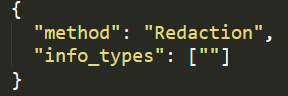 {
  "method": "Redaction",
  "info_types": [""]
}